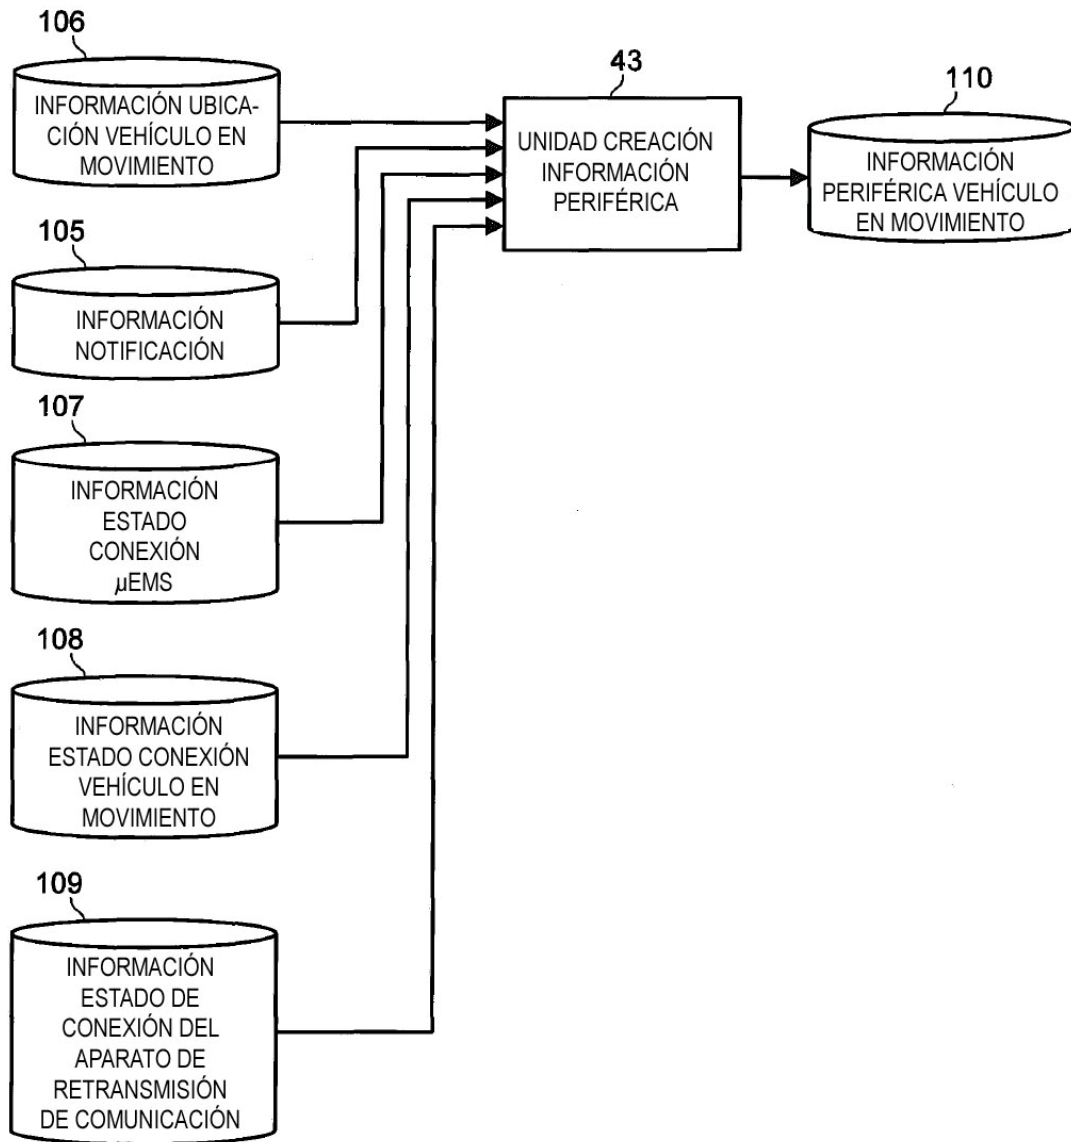 106
INFORMACIÓN UBICA-
CIÓN VEHÍCULO EN
MOVIMIENTO
43
UNIDAD CREACIÓN
INFORMACIÓN
PERIFÉRICA
110
INFORMACIÓN
PERIFÉRICA VEHÍCULO
EN MOVIMIENTO
105
INFORMACIÓN
NOTIFICACIÓN
107
INFORMACIÓN
ESTADO
CONEXIÓN
µEMS
108
INFORMACIÓN
ESTADO CONEXIÓN
VEHÍCULO EN
MOVIMIENTO
109
INFORMACIÓN
ESTADO DE
CONEXIÓN DEL
APARATO DE
RETRANSMISIÓN
DE COMUNICACIÓN